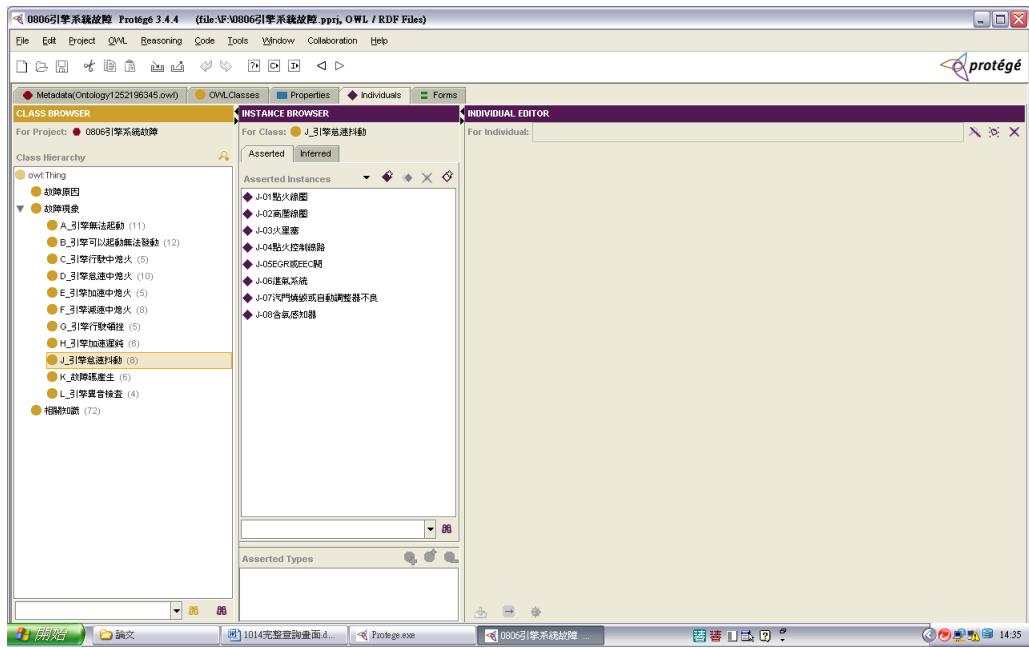 0806引擎系統故障 Protégé 3.4.4 (file:\F:\0806引擎系統故障.pprj, OWL / RDF Files)
File Edit Project OWL Reasoning Code Tools Window Collaboration Help
protégé
Metadata(Ontology1252196345.owl) OWLClasses Properties Individuals Forms
CLASS BROWSER
For Project: 0806引擎系統故障
Class Hierarchy
owl:Thing
故障原因
故障現象
A_引擎無法起動 (11)
B_引擎可以起動無法發動 (12)
C_引擎行駛中熄火 (5)
D_引擎怠速中熄火 (10)
E_引擎加速中熄火 (5)
F_引擎減速中熄火 (8)
G_引擎行駛頓挫 (5)
H_引擎加速遲鈍 (6)
J_引擎怠速抖動 (8)
K_故障碼產生 (6)
L_引擎異音檢查 (4)
相關知識 (72)
INSTANCE BROWSER
For Class: J_引擎怠速抖動
Asserted Inferred
Asserted Instances
J-01點火線圈
J-02高壓線圈
J-03火星塞
J-04點火控制線路
J-05EGR或EEC閥
J-06進氣系統
J-07汽門燒毀或自動調整器不良
J-08含氧感知器
Asserted Types
INDIVIDUAL EDITOR
For Individual:
開始 論文 1014完整查詢畫面.d... Protege.exe 0806引擎系統故障 ... 14:35